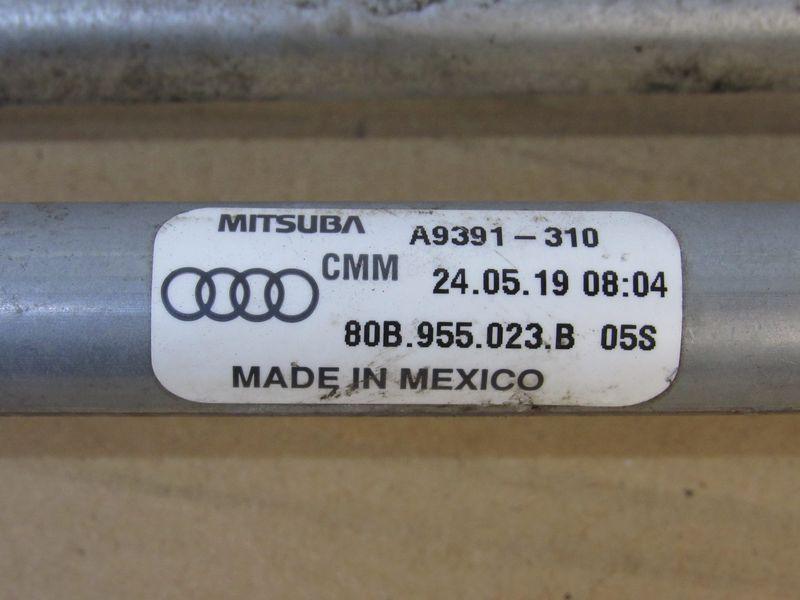 MITSUBA A9391-310
CMM 24.05.19 08:04
80B.955.023.B 05S
MADE IN MEXICO